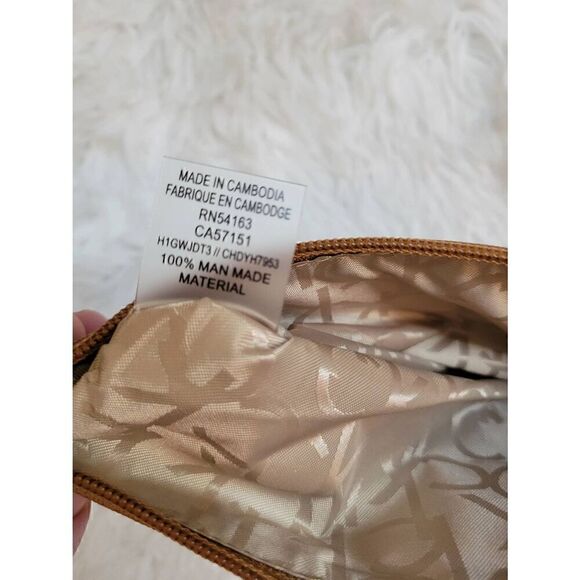 MADE IN CAMBODIA
FABRIQUE EN CAMBODGE
RN54163
CA57151
H1GWJDT3 // CHDYH7953
100% MAN MADE
MATERIAL